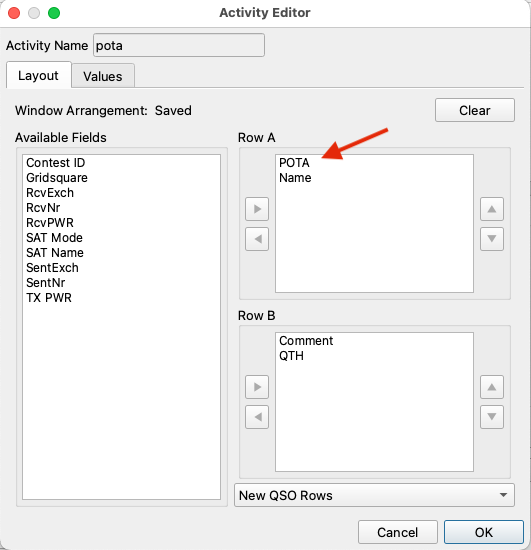 Activity Editor
Activity Name pota
Layout Values
Window Arrangement: Saved Clear
Available Fields
Contest ID
Gridsquare
RcvExch
RcvNr
RcvPWR
SAT Mode
SAT Name
SentExch
SentNr
TX PWR
Row A
POTA
Name
Row B
Comment
QTH
New QSO Rows
Cancel OK